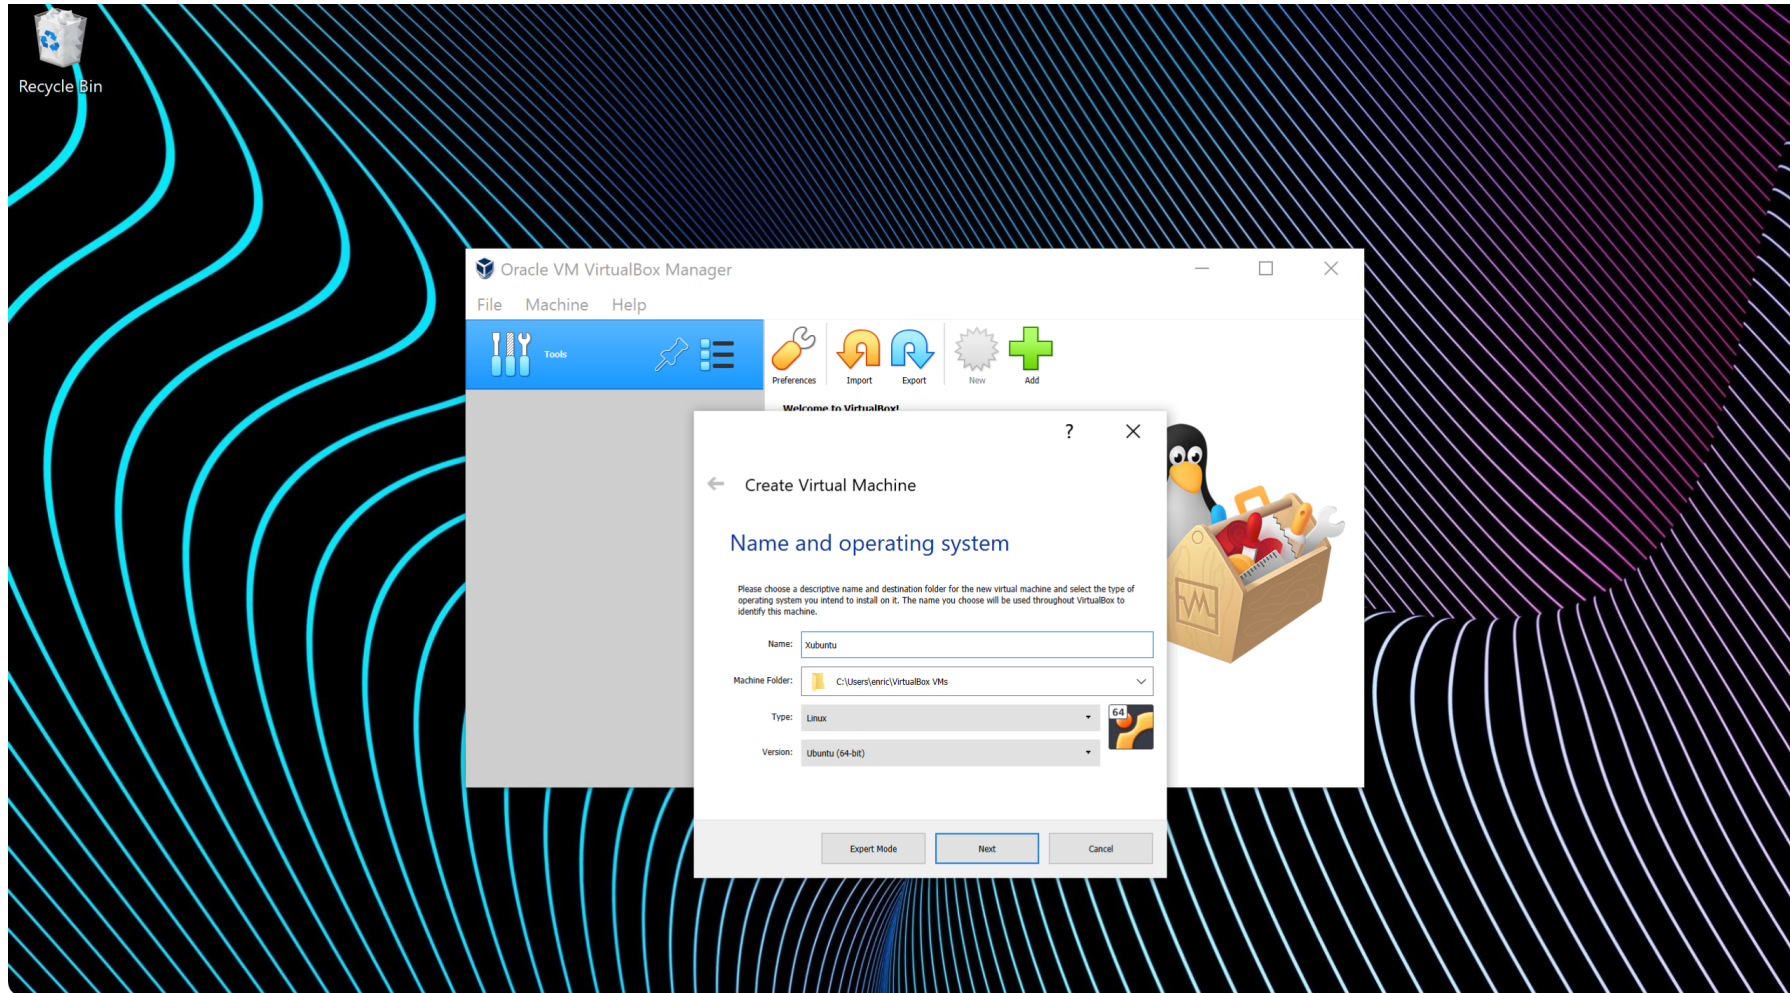 Recycle Bin
Oracle VM VirtualBox Manager
File Machine Help
Tools
Preferences Import Export New Add
Welcome to VirtualBox!
?
Create Virtual Machine
Name and operating system
Please choose a descriptive name and destination folder for the new virtual machine and select the type of
operating system you intend to install on it. The name you choose will be used throughout VirtualBox to
identify this machine.
Name: Xubuntu
Machine Folder: C:\Users\enric\VirtualBox VMs
Type: Linux
64
Version: Ubuntu (64-bit)
Expert Mode Next Cancel